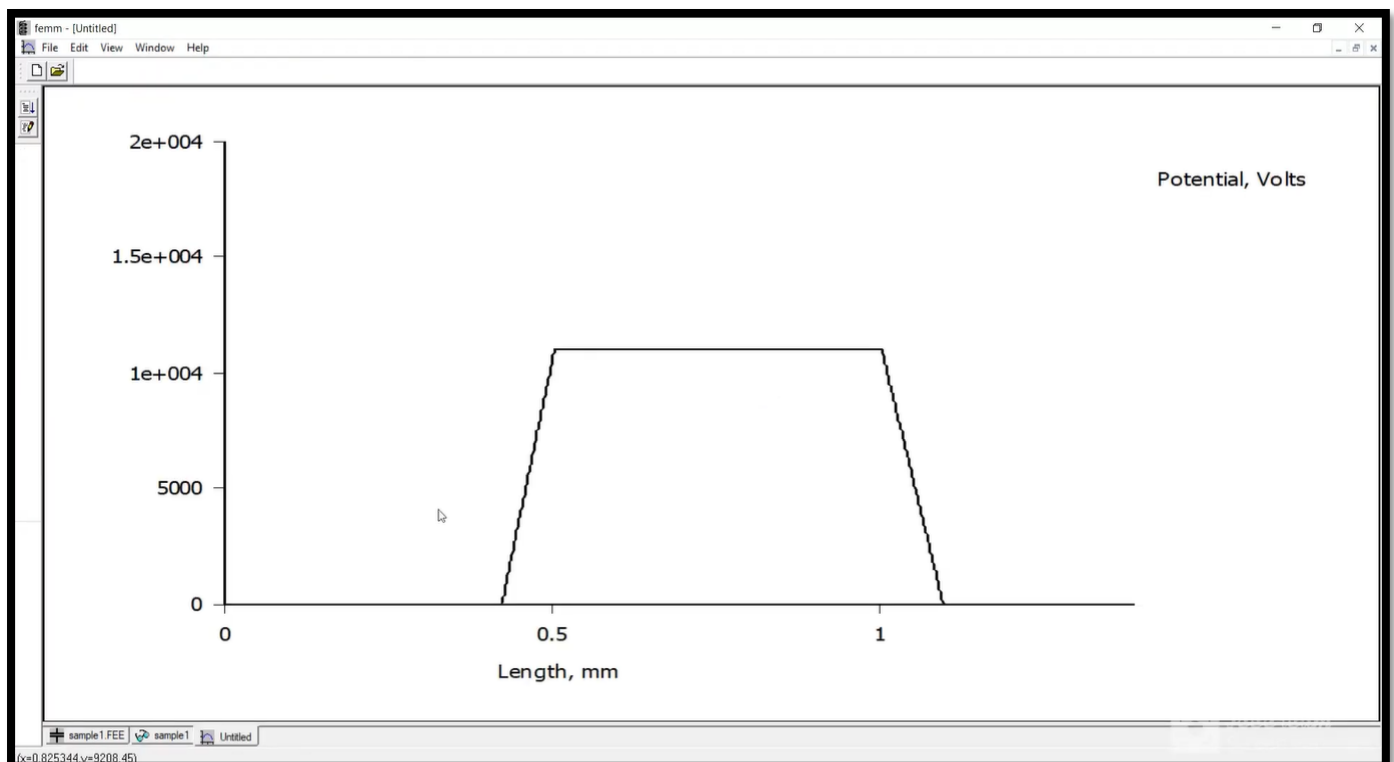 femm - [Untitled]
File Edit View Window Help
2e+004
Potential, Volts
1.5e+004
1e+004
5000
0
0 0.5 1
Length, mm
sample1.FEE sample1 Untitled
(x=0.825344,y=9208.45)